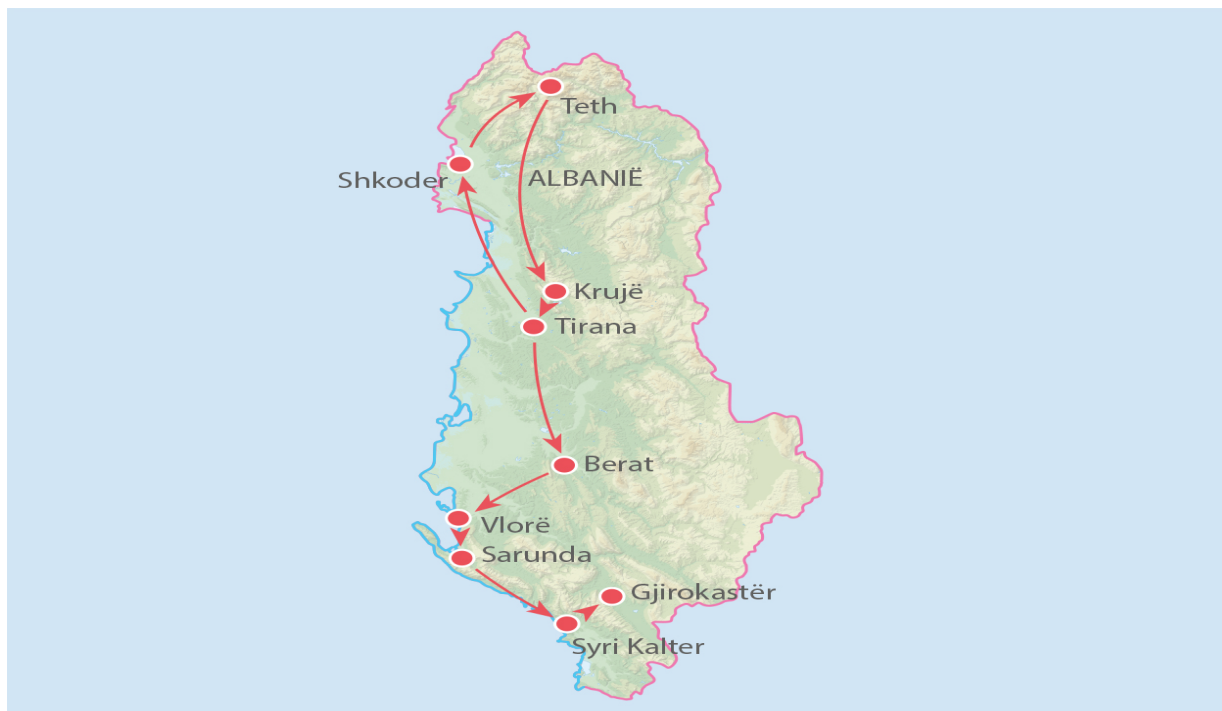 Teth
ALBANIË
Shkoder
Krujë
Tirana
Berat
Vlorë
Sarunda
Gjirokastër
Syri Kalter